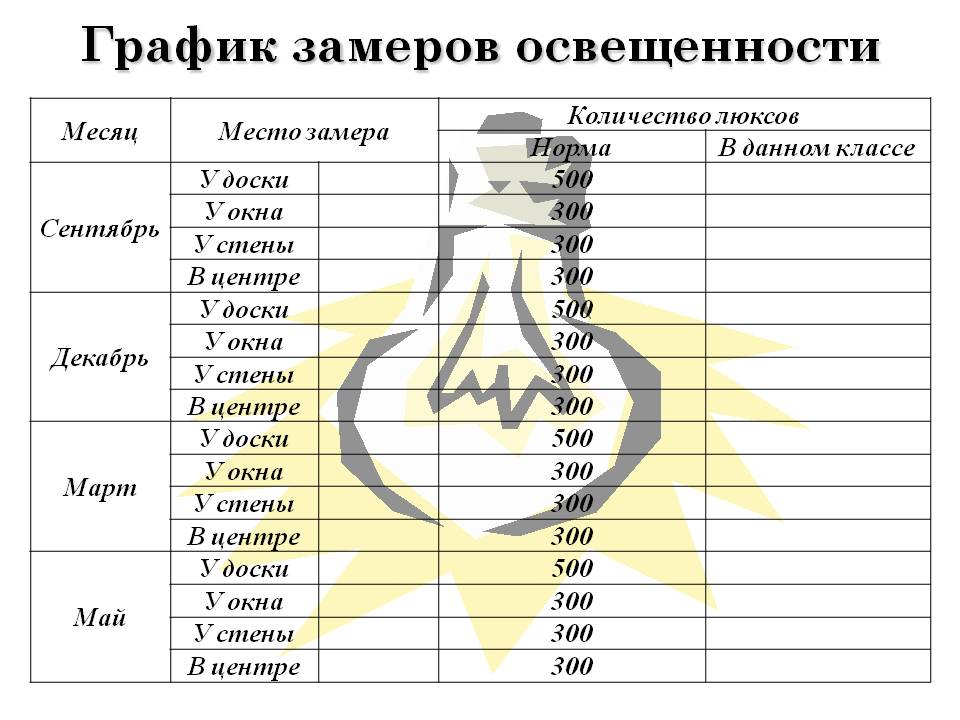 График замеров освещенности
Месяц Место замера Количество люксов
Норма В данном классе
Сентябрь
У доски 500
У окна 300
У стены 300
В центре 300
Декабрь
У доски 500
У окна 300
У стены 300
В центре 300
Март
У доски 500
У окна 300
У стены 300
В центре 300
Май
У доски 500
У окна 300
У стены 300
В центре 300